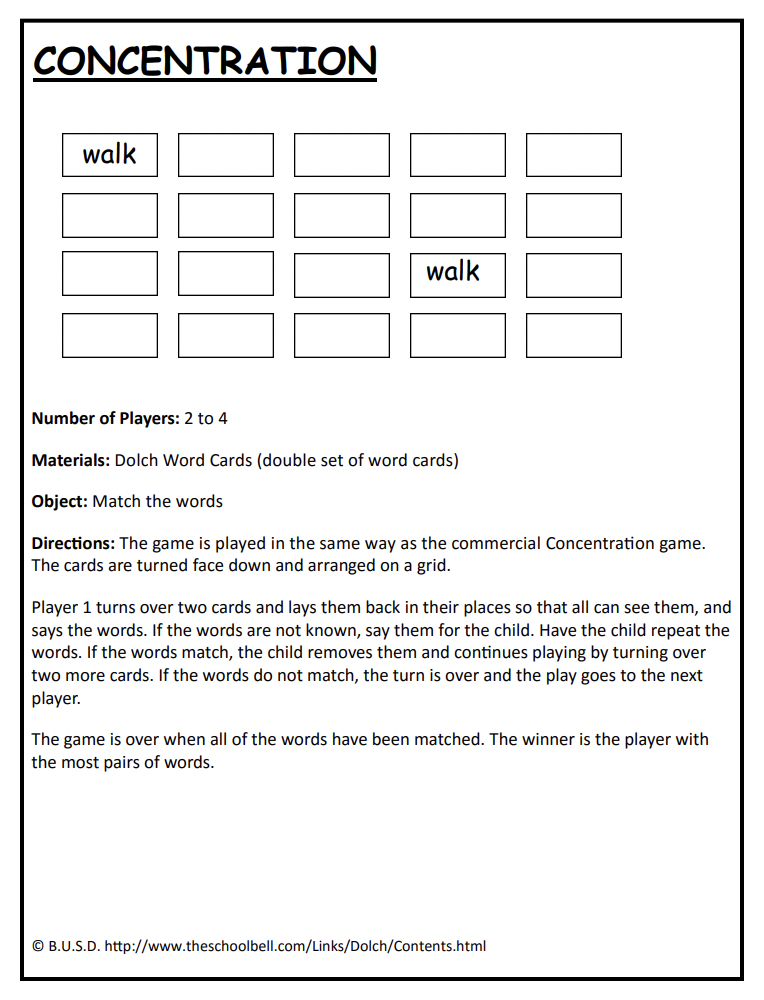 CONCENTRATION
walk
walk
Number of Players: 2 to 4
Materials: Dolch Word Cards (double set of word cards)
Object: Match the words
Directions: The game is played in the same way as the commercial Concentration game.
The cards are turned face down and arranged on a grid.
Player 1 turns over two cards and lays them back in their places so that all can see them, and
says the words. If the words are not known, say them for the child. Have the child repeat the
words. If the words match, the child removes them and continues playing by turning over
two more cards. If the words do not match, the turn is over and the play goes to the next
player.
The game is over when all of the words have been matched. The winner is the player with
the most pairs of words.
© B.U.S.D. http://www.theschoolbell.com/Links/Dolch/Contents.html